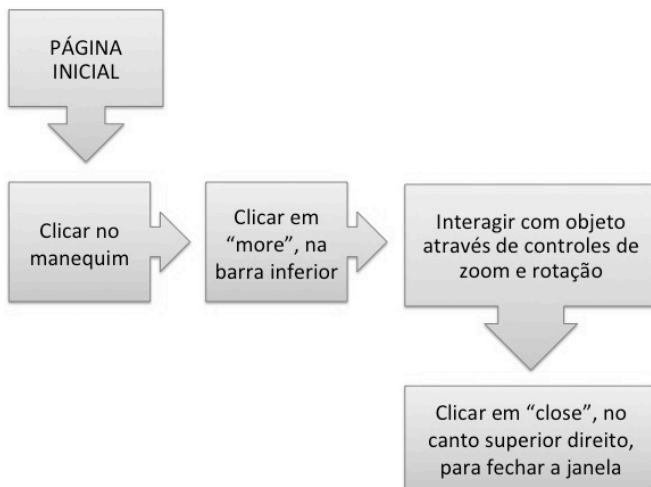 PÁGINA
INICIAL
Clicar no
manequim
Clicar em
“more”, na
barra inferior
Interagir com objeto
através de controles de
zoom e rotação
Clicar em “close”, no
canto superior direito,
para fechar a janela